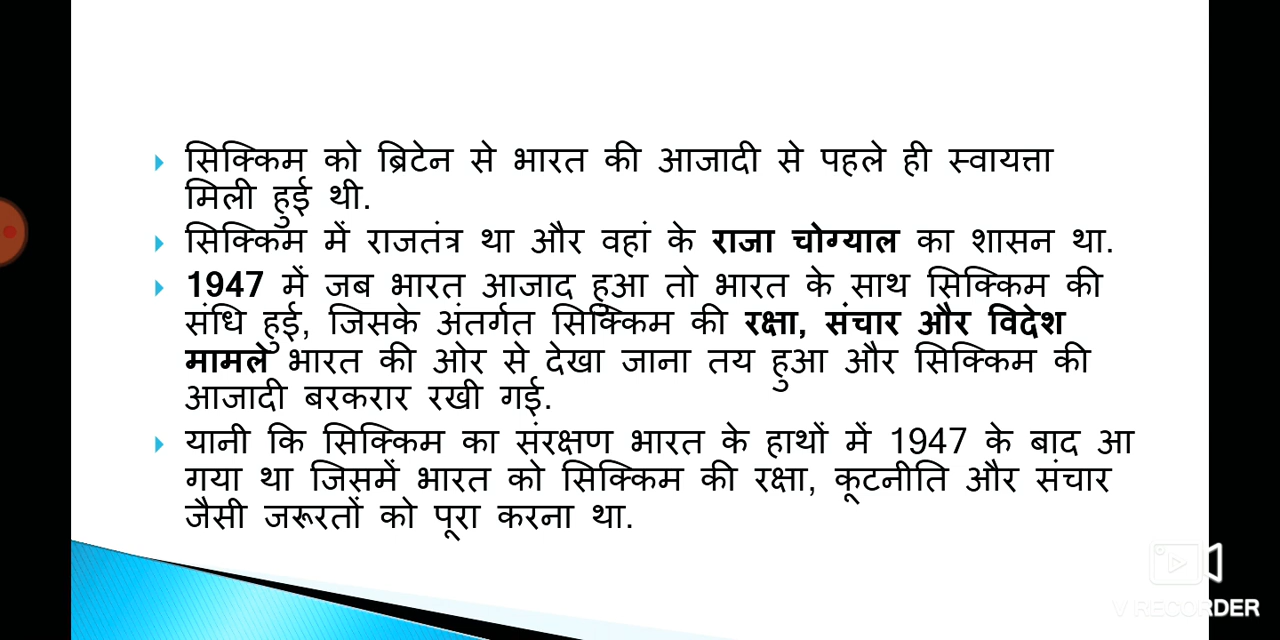 सिक्किम को ब्रिटेन से भारत की आजादी से पहले ही स्वायत्ता
मिली हुई थी.
सिक्किम में राजतंत्र था और वहां के राजा चोग्याल का शासन था.
1947 में जब भारत आजाद हुआ तो भारत के साथ सिक्किम की
संधि हुई, जिसके अंतर्गत सिक्किम की रक्षा, संचार और विदेश
मामले भारत की ओर से देखा जाना तय हुआ और सिक्किम की
आजादी बरकरार रखी गई.
यानी कि सिक्किम का संरक्षण भारत के हाथों में 1947 के बाद आ
गया था जिसमें भारत को सिक्किम की रक्षा, कूटनीति और संचार
जैसी जरूरतों को पूरा करना था.
V RECORDER